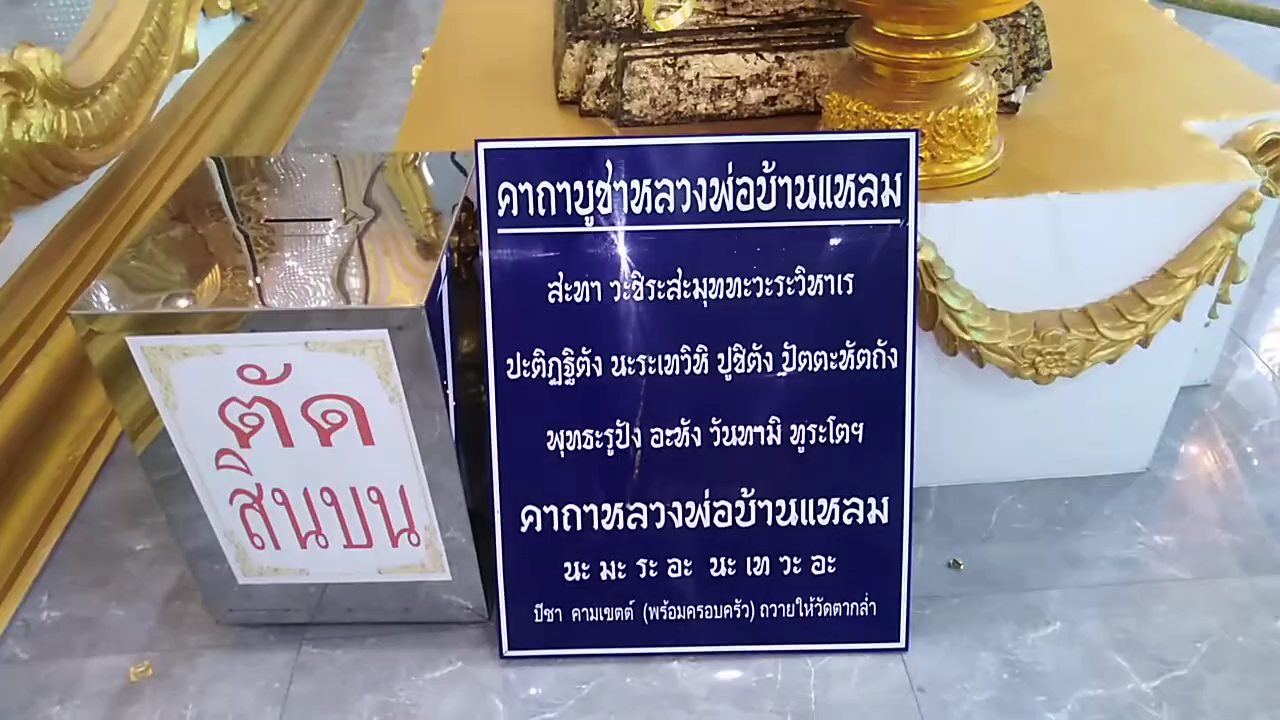 ตัด
สินบน
คาถาบูชาหลวงพ่อบ้านแหลม
สะทา วะชิระสะมุททะวะระวิหาเร
ปะติฏฐิตัง นะระเทวิหิ ปูชิตัง ปัตตะหัตถัง
พุทธะรูปัง อะหัง วันทามิ ทูระโตฯ
คาถาหลวงพ่อบ้านแหลม
นะ มะ ระ อะ นะ เท วะ อะ
ปีชา คามเขตต์ (พร้อมครอบครัว) ถวายให้วัดตากล่ำ